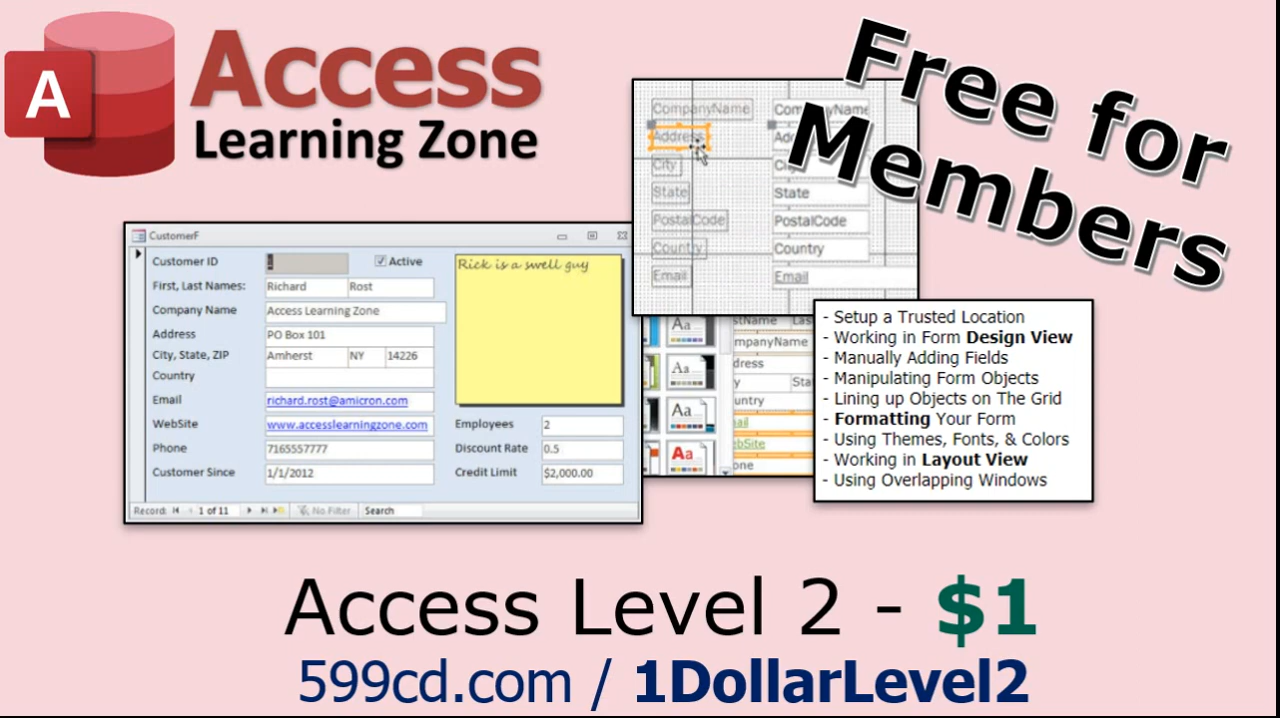 A
Access
Learning Zone
Free for
Members
CompanyName CompanyName
Address
City
State State
PostalCode PostalCode
Country Country
Email Email
CustomerF
Customer ID Active
First, Last Names: Richard Rost
Company Name Access Learning Zone
Address PO Box 101
City, State, ZIP Amherst NY 14226
Country
Email richard.rost@amicron.com
WebSite www.accesslearningzone.com
Phone 7165557777
Customer Since 1/1/2012
Rick is a swell guy
Employees 2
Discount Rate 0.5
Credit Limit $2,000.00
Record: 1 of 11 No Filter Search
Aa
Aa
Aa
Aa
- Setup a Trusted Location
- Working in Form Design View
- Manually Adding Fields
- Manipulating Form Objects
- Lining up Objects on The Grid
- Formatting Your Form
- Using Themes, Fonts, & Colors
- Working in Layout View
- Using Overlapping Windows
Access Level 2 - $1
599cd.com / 1DollarLevel2